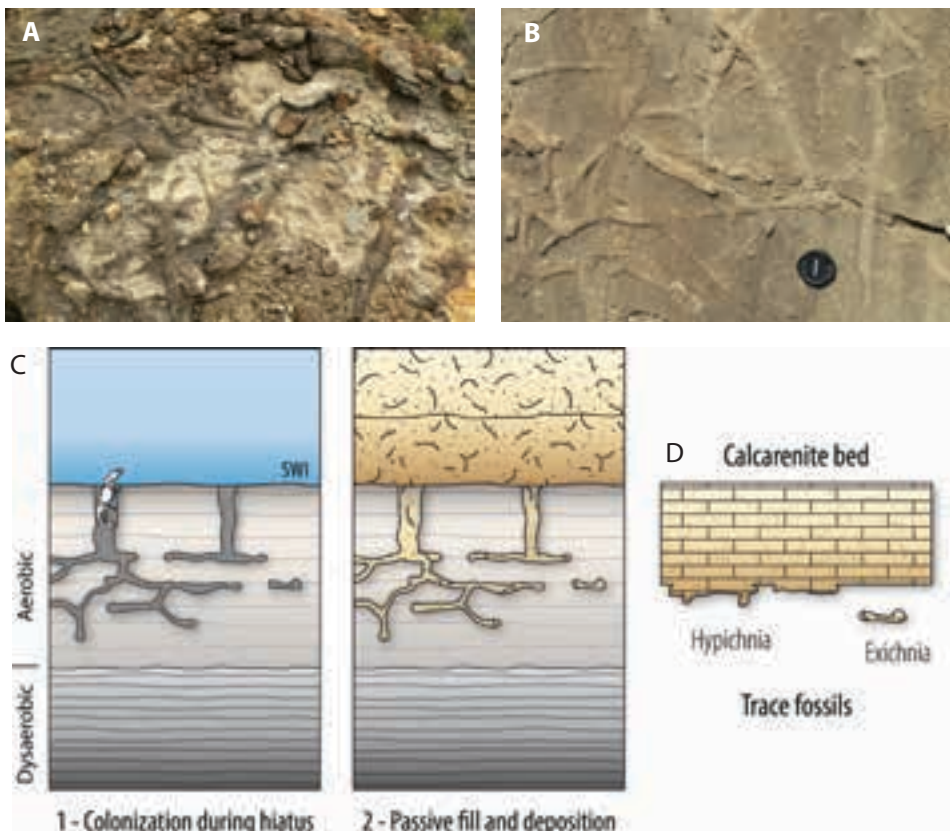 A
B
C
SWI
Aerobic
Dysaerobic
1 - Colonization during hiatus
2 - Passive fill and deposition
D
Calcarenite bed
Hypichnia
Exichnia
Trace fossils